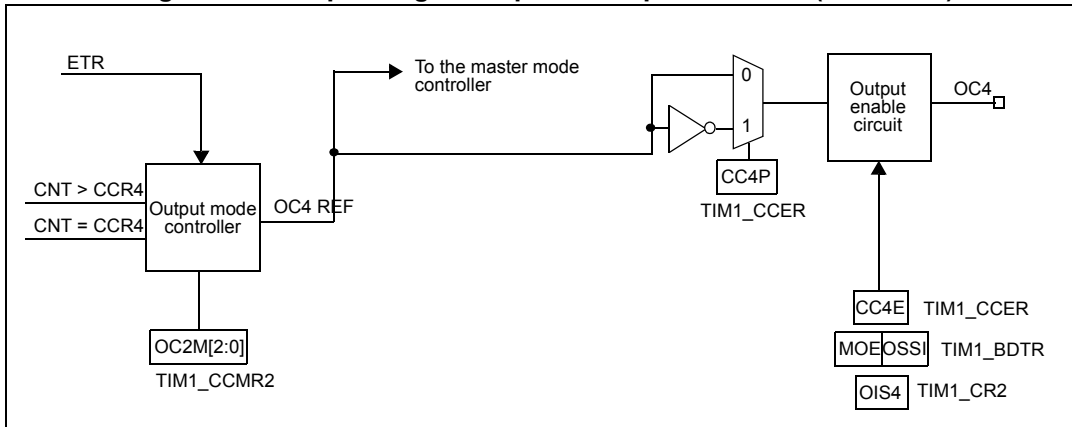 ETR
To the master mode
controller
0
1
Output
enable
circuit
OC4
CC4P
TIM1_CCER
CNT > CCR4
CNT = CCR4
Output mode
controller
OC4 REF
OC2M[2:0]
TIM1_CCMR2
CC4E TIM1_CCER
MOE OSSI TIM1_BDTR
OIS4 TIM1_CR2